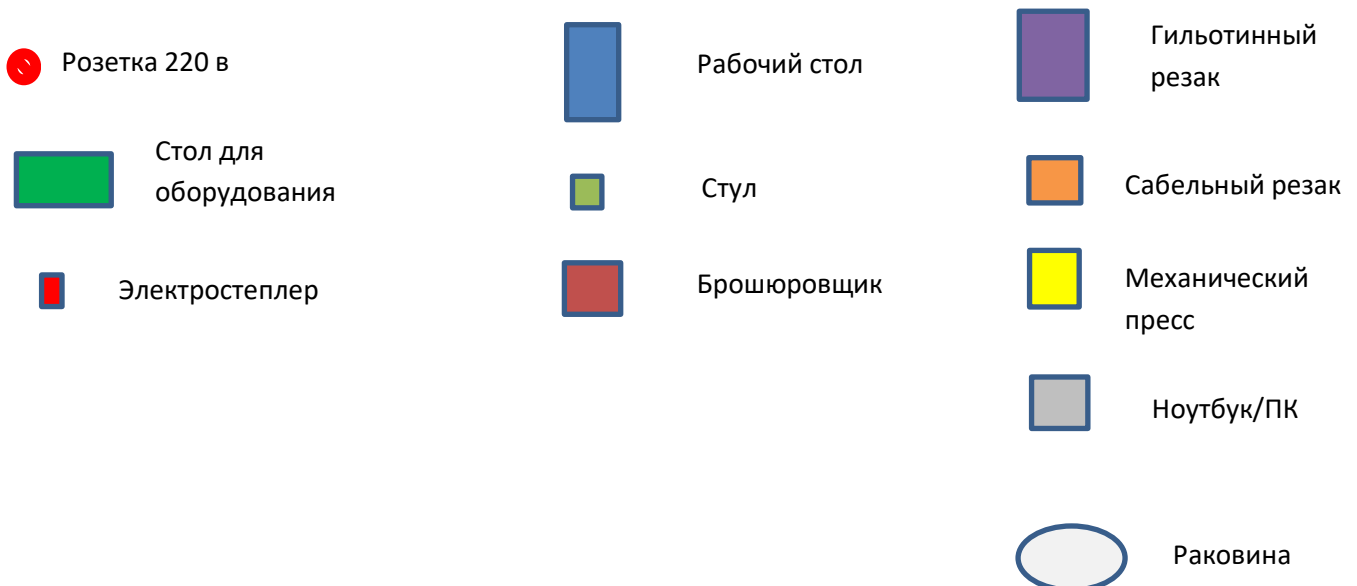 Розетка 220 в
Стол для
оборудования
Электростеплер
Рабочий стол
Стул
Брошюровщик
Гильотинный
резак
Сабельный резак
Механический
пресс
Ноутбук/ПК
Раковина